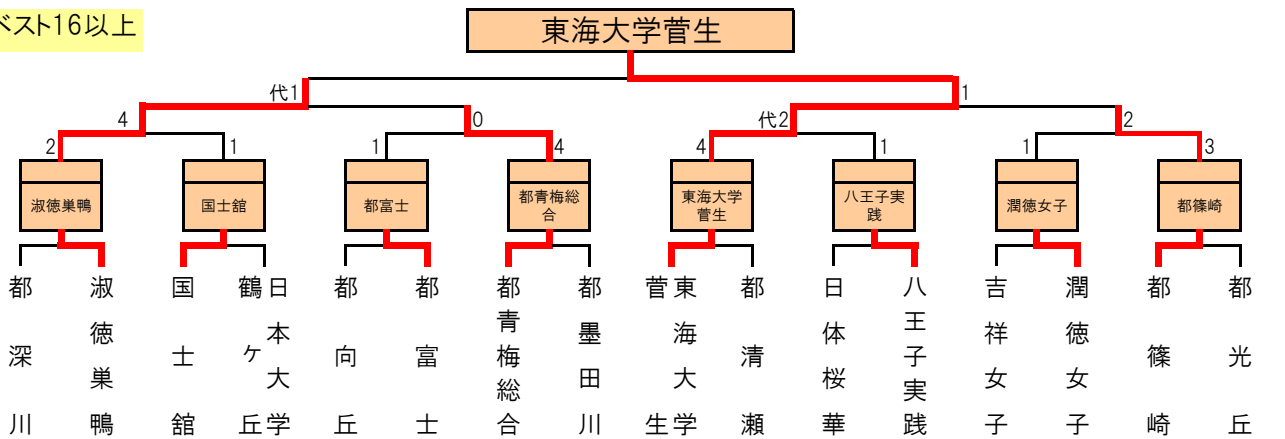 ベスト16以上
東海大学菅生
代1
1
4
0
代2
2
2
1
1
4
4
1
1
3
淑徳巣鴨
国士舘
都富士
都青梅総
合
東海大学
菅生
八王子実
践
潤徳女子
都篠崎
都深川
淑徳巣鴨
国士舘
日本大学
鶴ケ丘
都向丘
都富士
都青梅総合
都墨田川
東海大学
菅生
都清瀬
日体桜華
八王子実践
吉祥女子
潤徳女子
都篠崎
都光丘